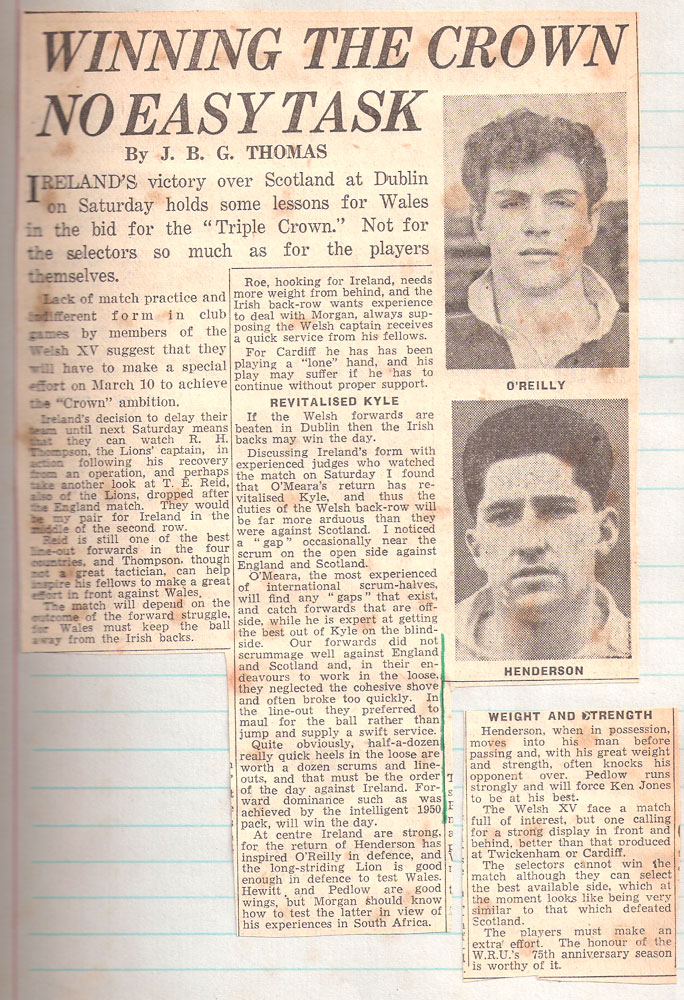 WINNING THE CROWN
NO EASY TASK
By J. B. G. THOMAS
IRELAND'S victory over Scotland at Dublin
on Saturday holds some lessons for Wales
in the bid for the "Triple Crown." Not for
the selectors so much as for the players
themselves.
Lack of match practice and
indifferent form in club
games by members of the
Welsh XV suggest that they
will have to make a special
effort on March 10 to achieve
the "Crown" ambition.
Ireland's decision to delay their
team until next Saturday means
that they can watch R. H.
Thompson, the Lions' captain, in
action following his recovery
from an operation, and perhaps
take another look at T. E. Reid,
also of the Lions, dropped after
the England match. They would
be my pair for Ireland in the
middle of the second row.
Reid is still one of the best
line-out forwards in the four
countries, and Thompson, though
not a great tactician, can help
inspire his fellows to make a great
effort in front against Wales.
The match will depend on the
outcome of the forward struggle,
for Wales must keep the ball
away from the Irish backs.
Roe, hooking for Ireland, needs
more weight from behind, and the
Irish back-row wants experience
to deal with Morgan, always sup-
posing the Welsh captain receives
a quick service from his fellows.
For Cardiff he has has been
playing a "lone" hand, and his
play may suffer if he has to
continue without proper support.
REVITALISED KYLE
If the Welsh forwards are
beaten in Dublin then the Irish
backs may win the day.
Discussing Ireland's form with
experienced judges who watched
the match on Saturday I found
that O'Meara's return has re-
vitalised Kyle, and thus the
duties of the Welsh back-row will
be far more arduous than they
were against Scotland. I noticed
a "gap" occasionally near the
scrum on the open side against
England and Scotland.
O'Meara, the most experienced
of international scrum-halves,
will find any "gaps" that exist,
and catch forwards that are off-
side, while he is expert at getting
the best out of Kyle on the blind-
side. Our forwards did not
scrummage well against England
and Scotland and, in their en-
deavours to work in the loose,
they neglected the cohesive shove
and often broke too quickly. In
the line-out they preferred to
maul for the ball rather than
jump and supply a swift service.
Quite obviously, half-a-dozen
really quick heels in the loose are
worth a dozen scrums and line-
outs, and that must be the order
of the day against Ireland. For-
ward dominance such as was
achieved by the intelligent 1950
pack, will win the day.
At centre Ireland are strong,
for the return of Henderson has
inspired O'Reilly in defence, and
the long-striding Lion is good
enough in defence to test Wales.
Hewitt and Pedlow are good
wings, but Morgan should know
how to test the latter in view of
his experiences in South Africa.
O'REILLY
HENDERSON
WEIGHT AND STRENGTH
Henderson, when in possession,
moves into his man before
passing and, with his great weight
and strength, often knocks his
opponent over. Pedlow runs
strongly and will force Ken Jones
to be at his best.
The Welsh XV face a match
full of interest, but one calling
for a strong display in front and
behind, better than that produced
at Twickenham or Cardiff.
The selectors cannot win the
match although they can select
the best available side, which at
the moment looks like being very
similar to that which defeated
Scotland.
The players must make an
extra effort. The honour of the
W.R.U.'s 75th anniversary season
is worthy of it.